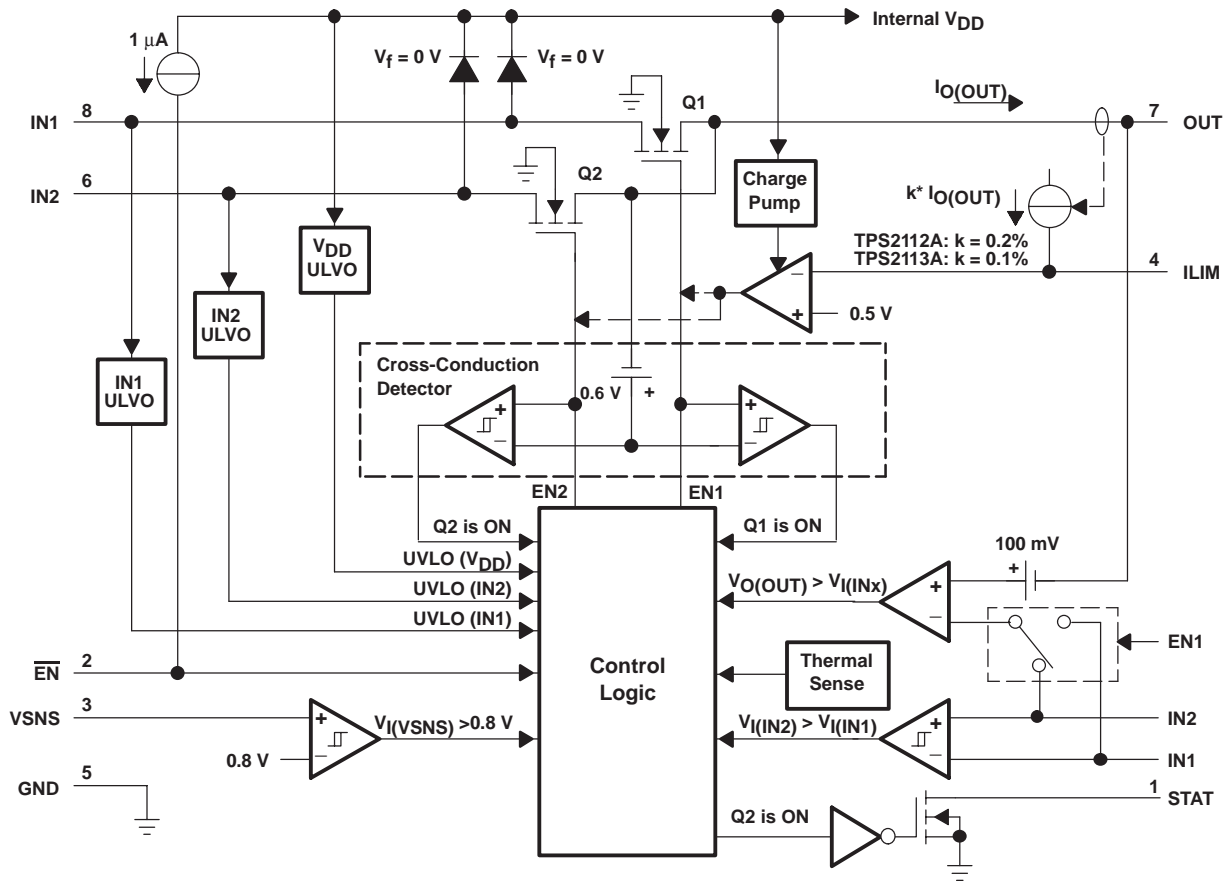 Internal VDD
1 μA
Vf = 0 V
Vf = 0 V
IO(OUT)
Q1
8
7
IN1
OUT
6
Q2
IN2
Charge
Pump
k* IO(OUT)
VDD
ULVO
TPS2112A: k = 0.2%
TPS2113A: k = 0.1%
4
ILIM
−
+
0.5 V
IN2
ULVO
IN1
ULVO
Cross-Conduction
Detector
0.6 V
+
+
−
+
−
EN2
EN1
Q2 is ON
Q1 is ON
UVLO (VDD)
100 mV
+
UVLO (IN2)
VO(OUT) > VI(INx)
+
−
UVLO (IN1)
EN1
2
EN
Control
Logic
Thermal
Sense
3
VSNS
+
−
VI(VSNS) >0.8 V
VI(IN2) > VI(IN1)
+
−
IN2
0.8 V
IN1
5
GND
1
STAT
Q2 is ON